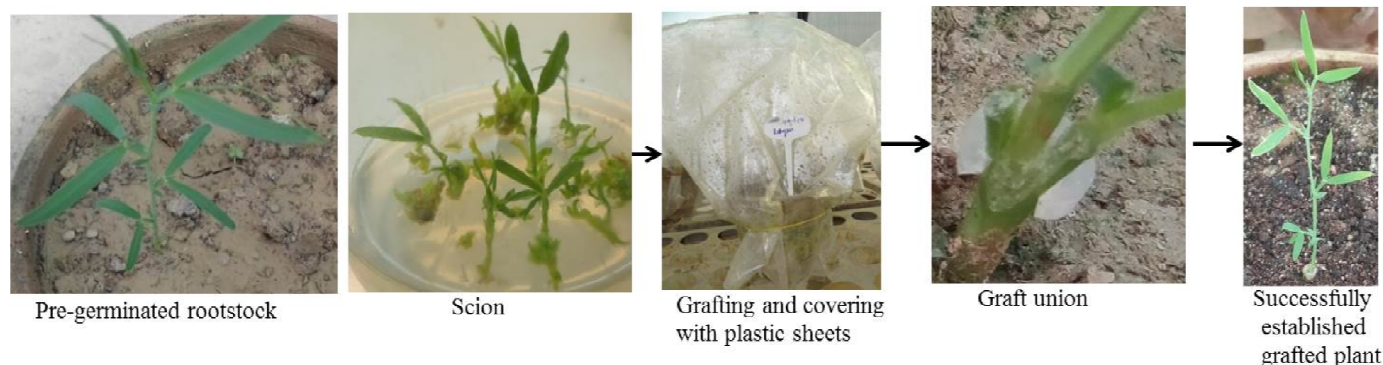 Pre-germinated rootstock
Scion
Grafting and covering
with plastic sheets
Graft union
Successfully
established
grafted plant